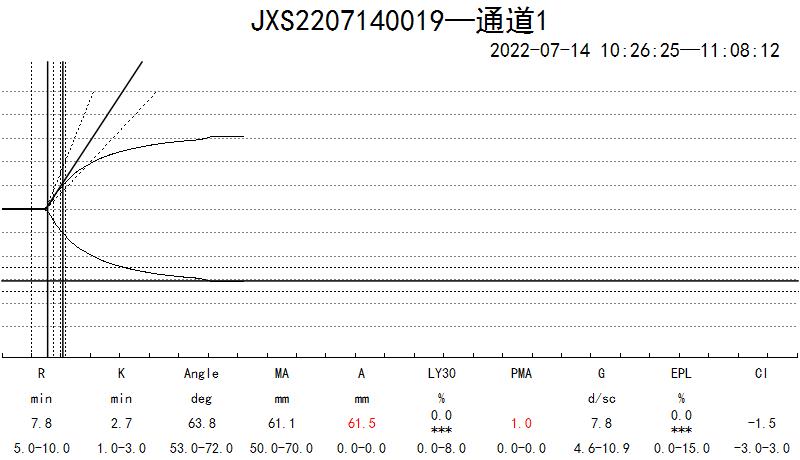 JXS2207140019—通道1
2022-07-14 10:26:25—11:08:12
R K Angle MA A LY30 PMA G EPL CI
min min deg mm mm % d/sc %
7.8 2.7 63.8 61.1 61.5 0.0 *** 1.0 7.8 0.0 *** -1.5
5.0-10.0 1.0-3.0 53.0-72.0 50.0-70.0 0.0-0.0 0.0-8.0 0.0-0.0 4.6-10.9 0.0-15.0 -3.0-3.0